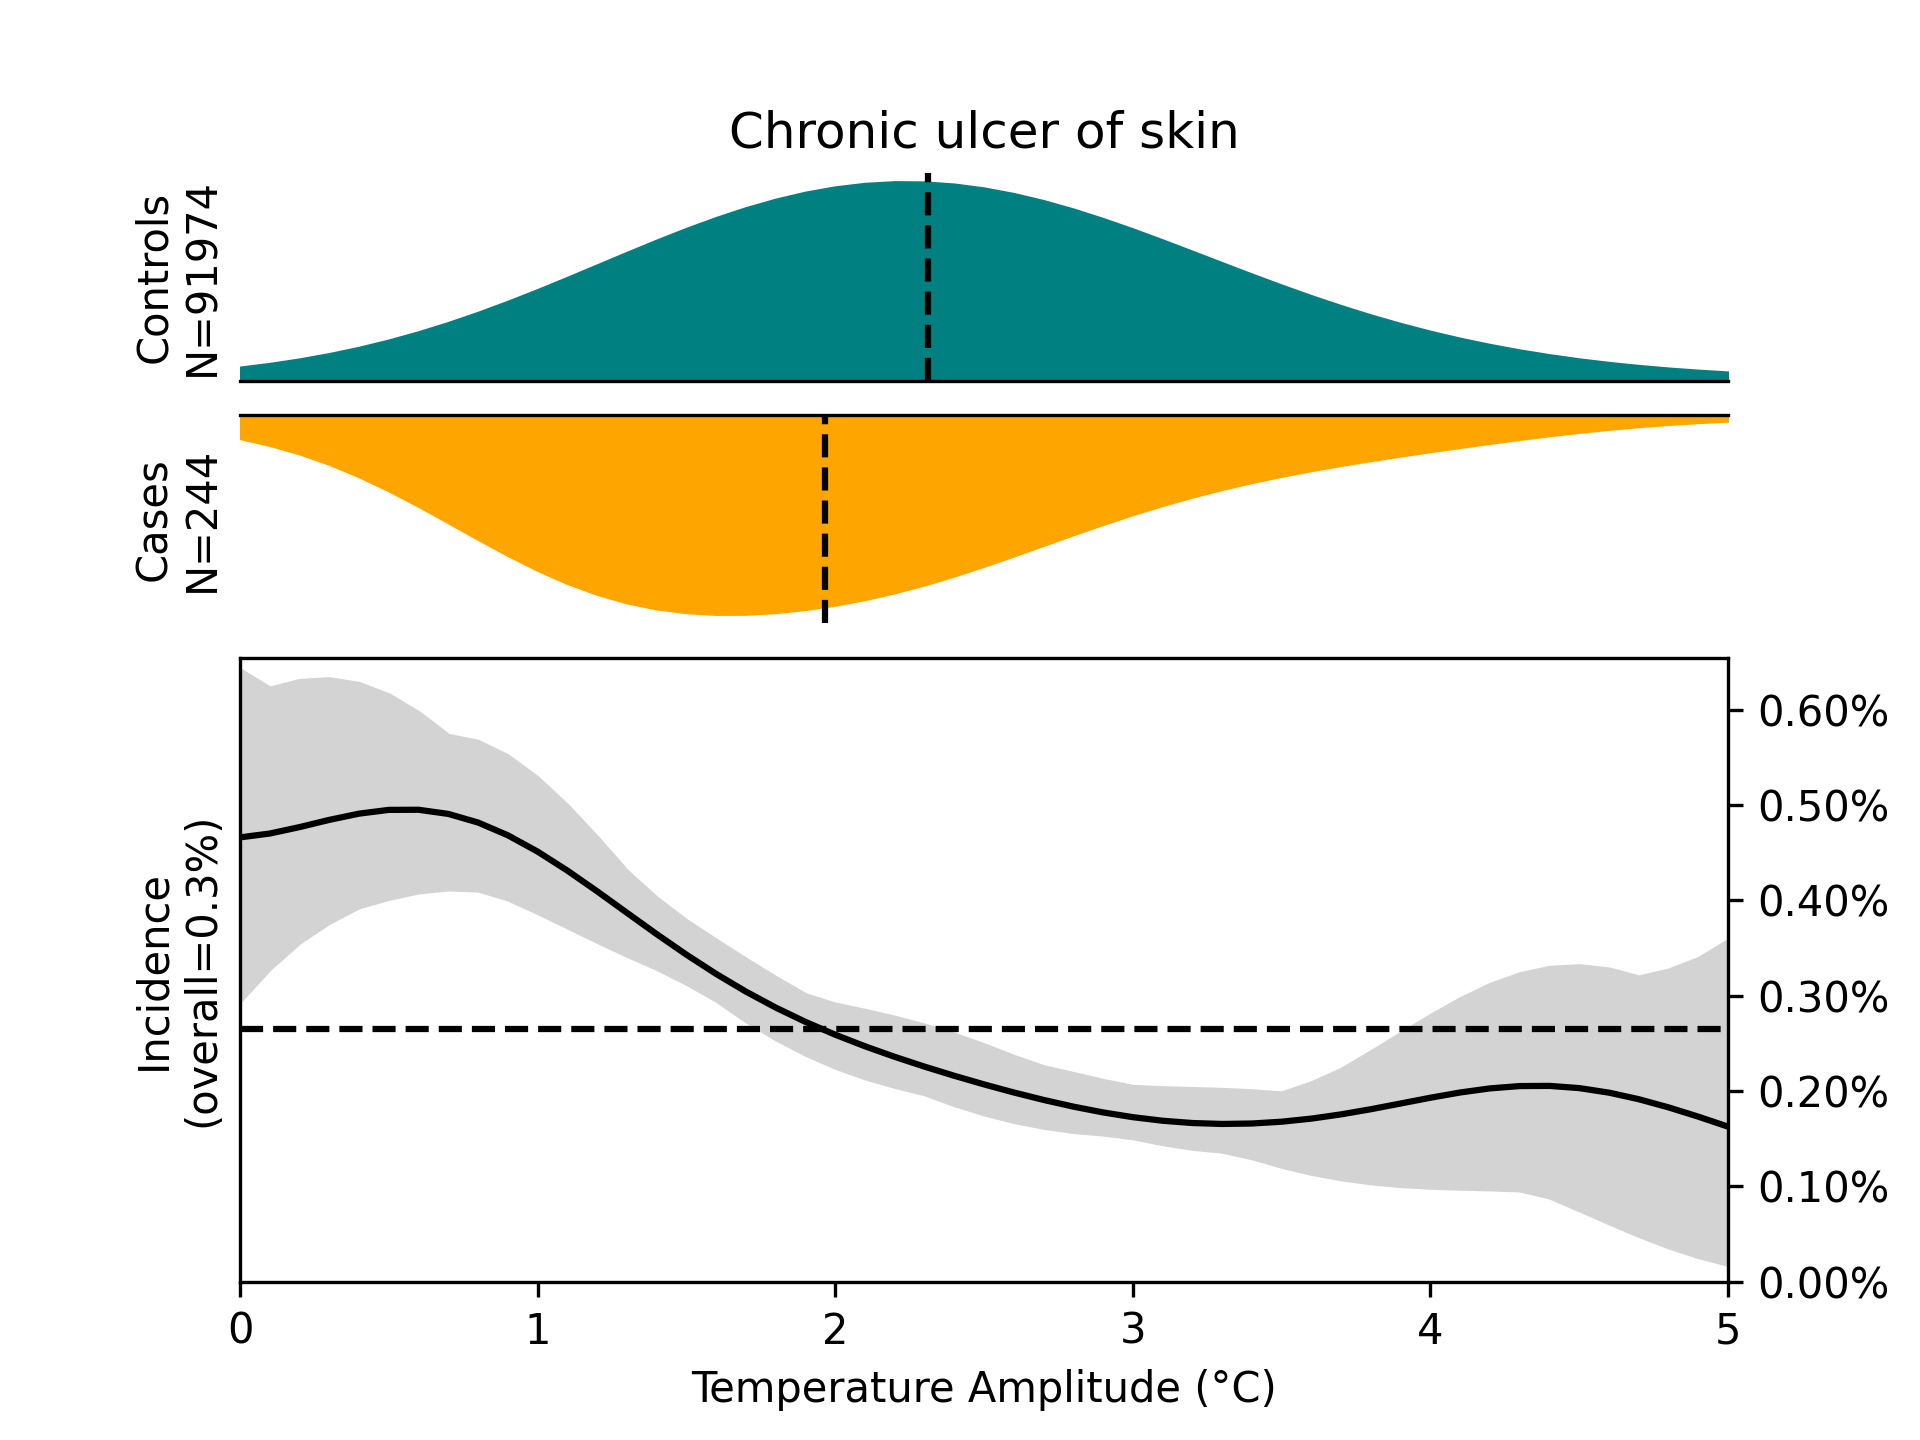 Chronic ulcer of skin
Controls
N=91974
Cases
N=244
Incidence
(overall=0.3%)
0.60%
0.50%
0.40%
0.30%
0.20%
0.10%
0.00%
0 1 2 3 4 5
Temperature Amplitude (°C)